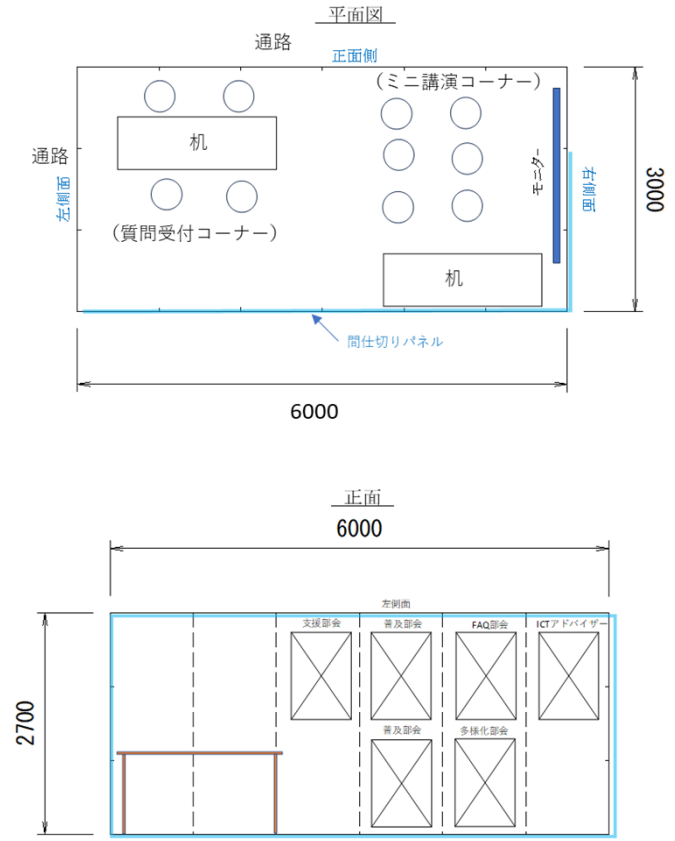 平面図
通路
正面側
(ミニ講演コーナー)
机
通路
左側面
モニター
右側面
3000
(質問受付コーナー)
机
間仕切りパネル
6000
正面
6000
左側面
支援部会
普及部会
FAQ部会
ICTアドバイザー
2700
普及部会
多様化部会